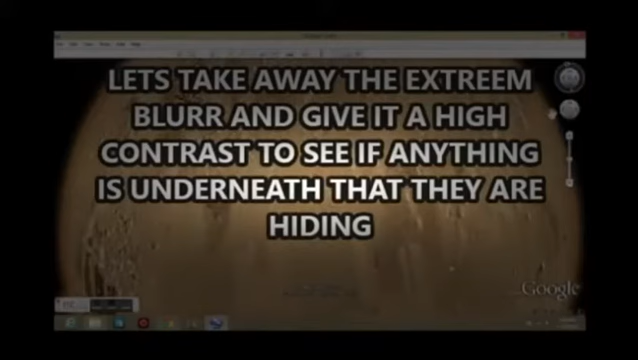 LETS TAKE AWAY THE EXTREEM
BLURR AND GIVE IT A HIGH
CONTRAST TO SEE IF ANYTHING
IS UNDERNEATH THAT THEY ARE
HIDING
Google